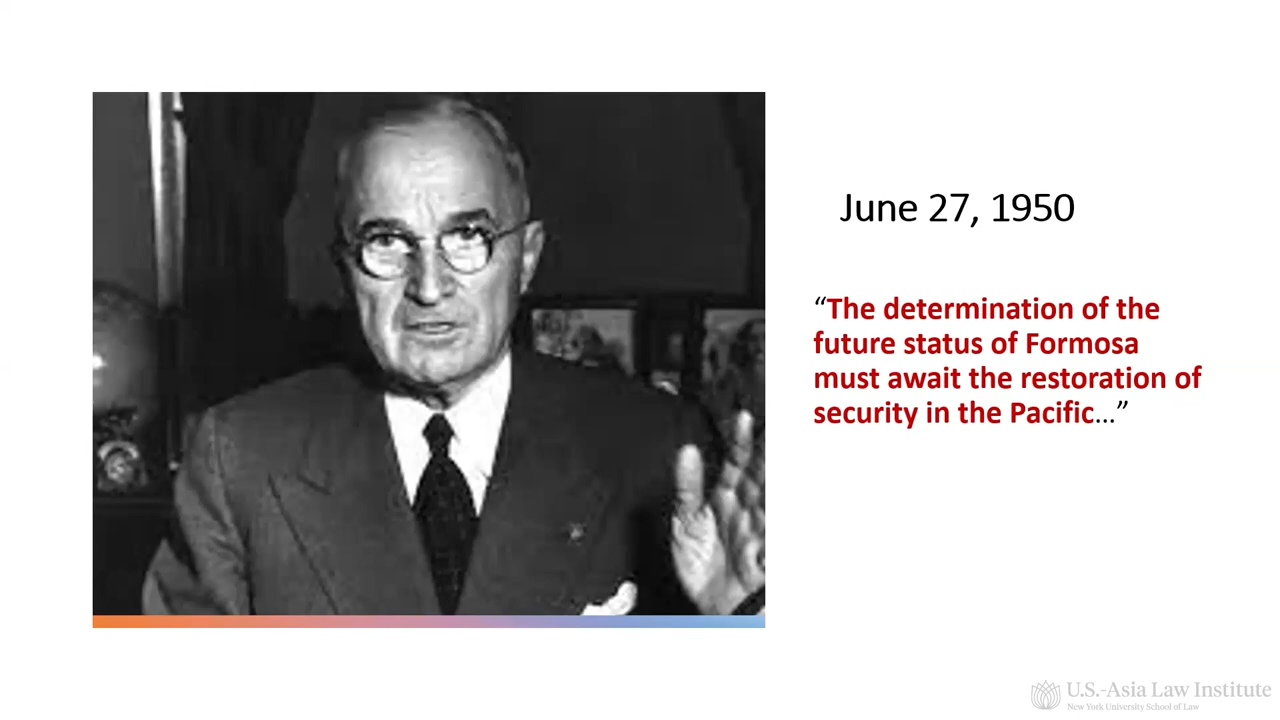 June 27, 1950
“The determination of the
future status of Formosa
must await the restoration of
security in the Pacific…”
U.S.-Asia Law Institute
New York University School of Law